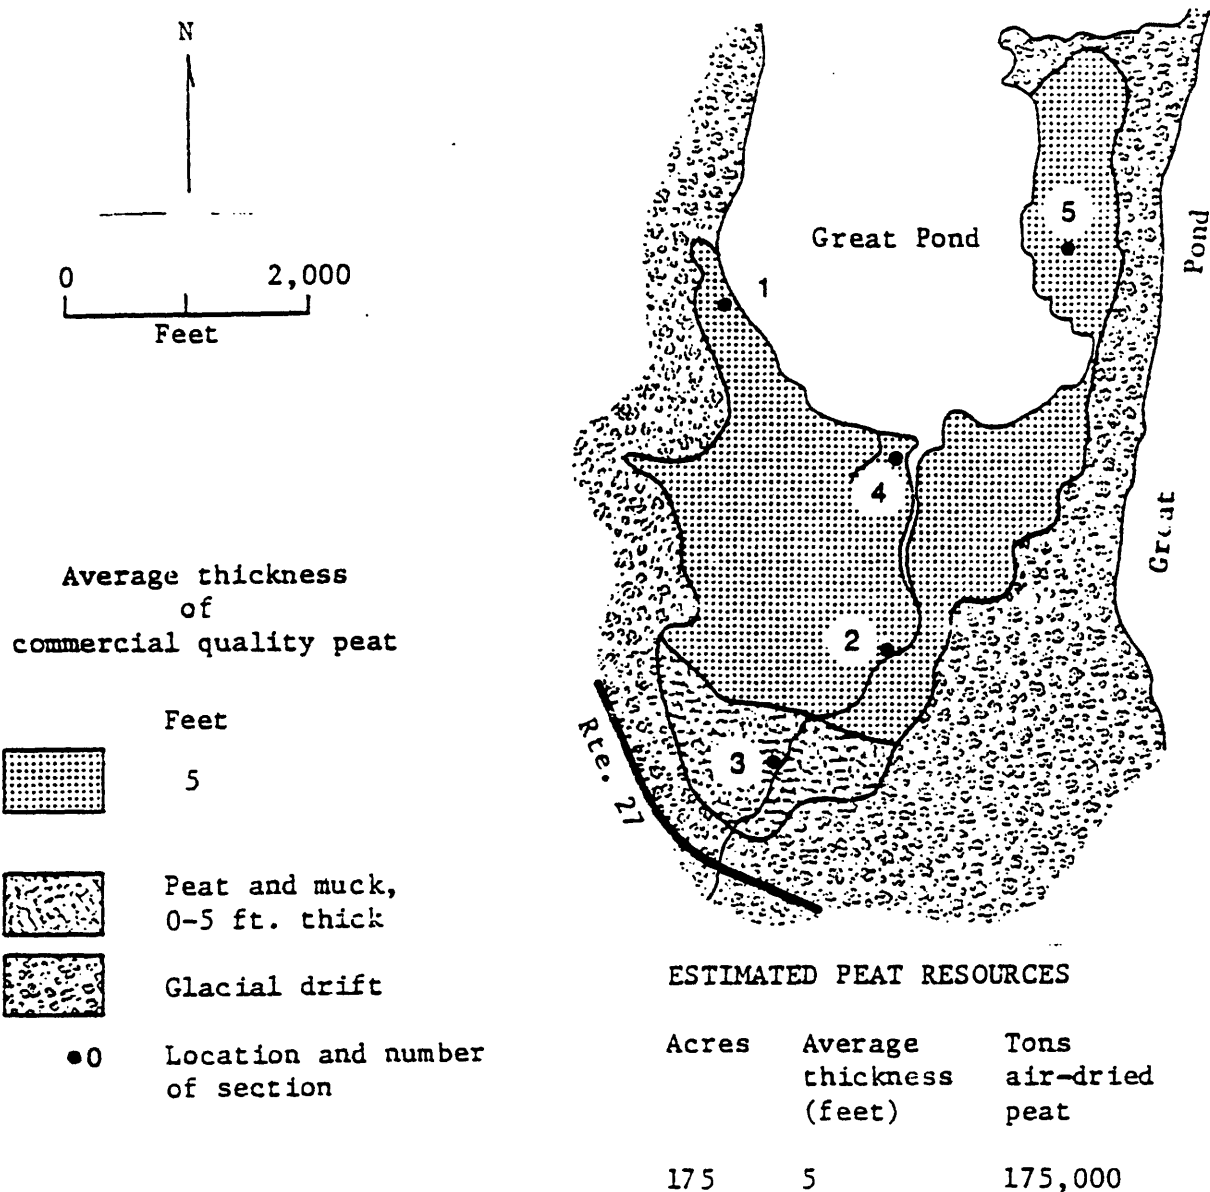 N
0 2,000
Feet
Great Pond
Great Pond
1
5
4
2
3
Rte. 27
Average thickness
of
commercial quality peat
Feet
5
Peat and muck,
0-5 ft. thick
Glacial drift
0 Location and number
of section
ESTIMATED PEAT RESOURCES
Acres Average Tons
thickness air-dried
(feet) peat
175 5 175,000